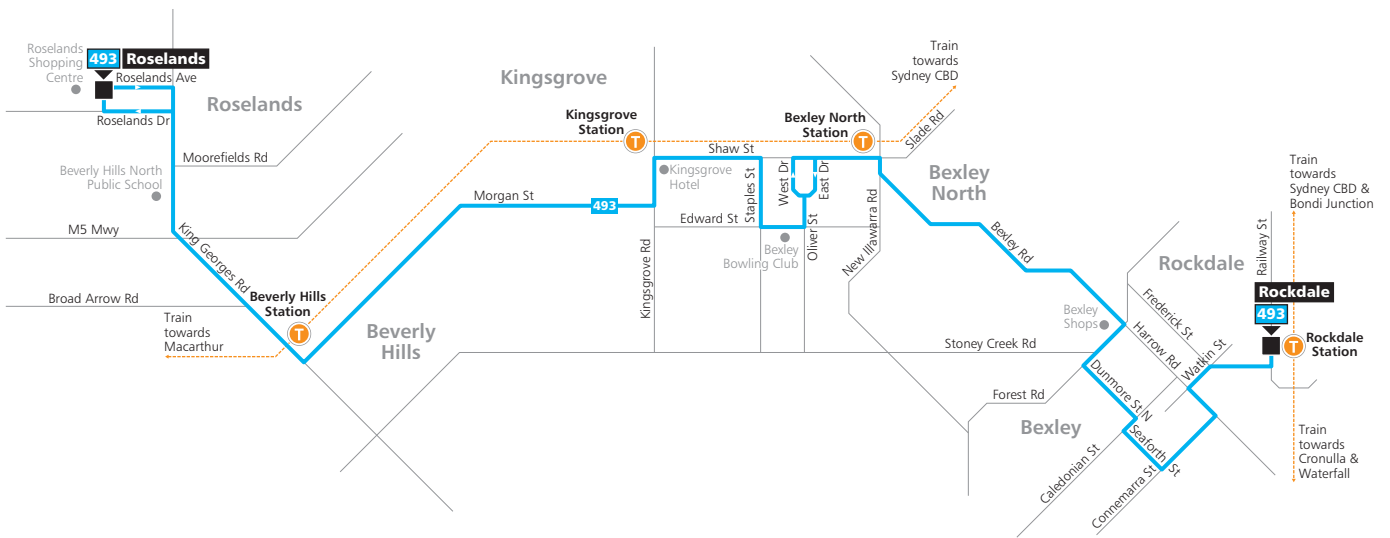 Roselands
Shopping
Centre
493
Roselands
Roselands Ave
Roselands Dr
Roselands
Moorefields Rd
Beverly Hills North
Public School
M5 Mwy
King Georges Rd
Broad Arrow Rd
Beverly Hills
Station
T
Train
towards
Macarthur
Beverly
Hills
Morgan St
493
Kingsgrove
Kingsgrove
Station
T
Kingsgrove
Hotel
Shaw St
Staples St
Edward St
Kingsgrove Rd
West Dr
East Dr
Oliver St
Bexley
Bowling Club
Bexley North
Station
T
Train
towards
Sydney CBD
Slade Rd
New Illawarra Rd
Bexley
North
Bexley Rd
Bexley
Shops
Stoney Creek Rd
Forest Rd
Bexley
Dunmore St N
Seaforth St
Caledonian St
Connemarra St
Harrow Rd
Frederick St
Watkin St
Rockdale
Railway St
Train
towards
Sydney CBD &
Bondi Junction
Rockdale
493
T
Rockdale
Station
Train
towards
Cronulla &
Waterfall